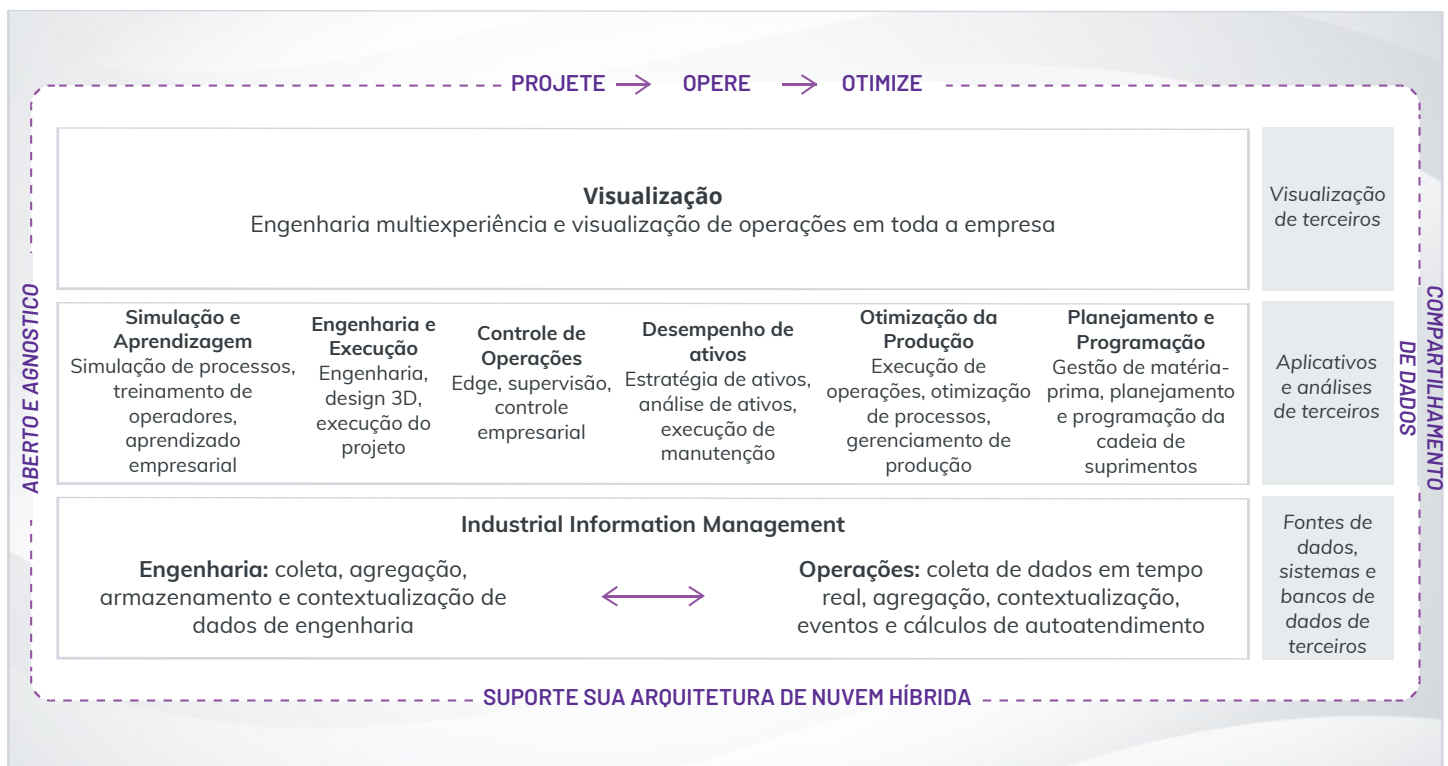 PROJETE
OPERE
OTIMIZE
Visualização
Engenharia multiexperiência e visualização de operações em toda a empresa
Visualização
de terceiros
ABERTO E AGNOSTICO
Simulação e
Aprendizagem
Simulação de processos,
treinamento de
operadores,
aprendizado
empresarial
Engenharia e
Execução
Engenharia,
design 3D,
execução do
projeto
Controle de
Operações
Edge, supervisão,
controle
empresarial
Desempenho de
ativos
Estratégia de ativos,
análise de ativos,
execução de
manutenção
Otimização da
Produção
Execução de
operações, otimização
de processos,
gerenciamento de
produção
Planejamento e
Programação
Gestão de matéria-
prima, planejamento
e programação da
cadeia de
suprimentos
Aplicativos
e análises
de terceiros
COMPARTILHAMENTO
DE DADOS
Industrial Information Management
Engenharia: coleta, agregação,
armazenamento e contextualização de
dados de engenharia
Operações: coleta de dados em tempo
real, agregação, contextualização,
eventos e cálculos de autoatendimento
Fontes de
dados,
sistemas e
bancos de
dados de
terceiros
SUPORTE SUA ARQUITETURA DE NUVEM HÍBRIDA